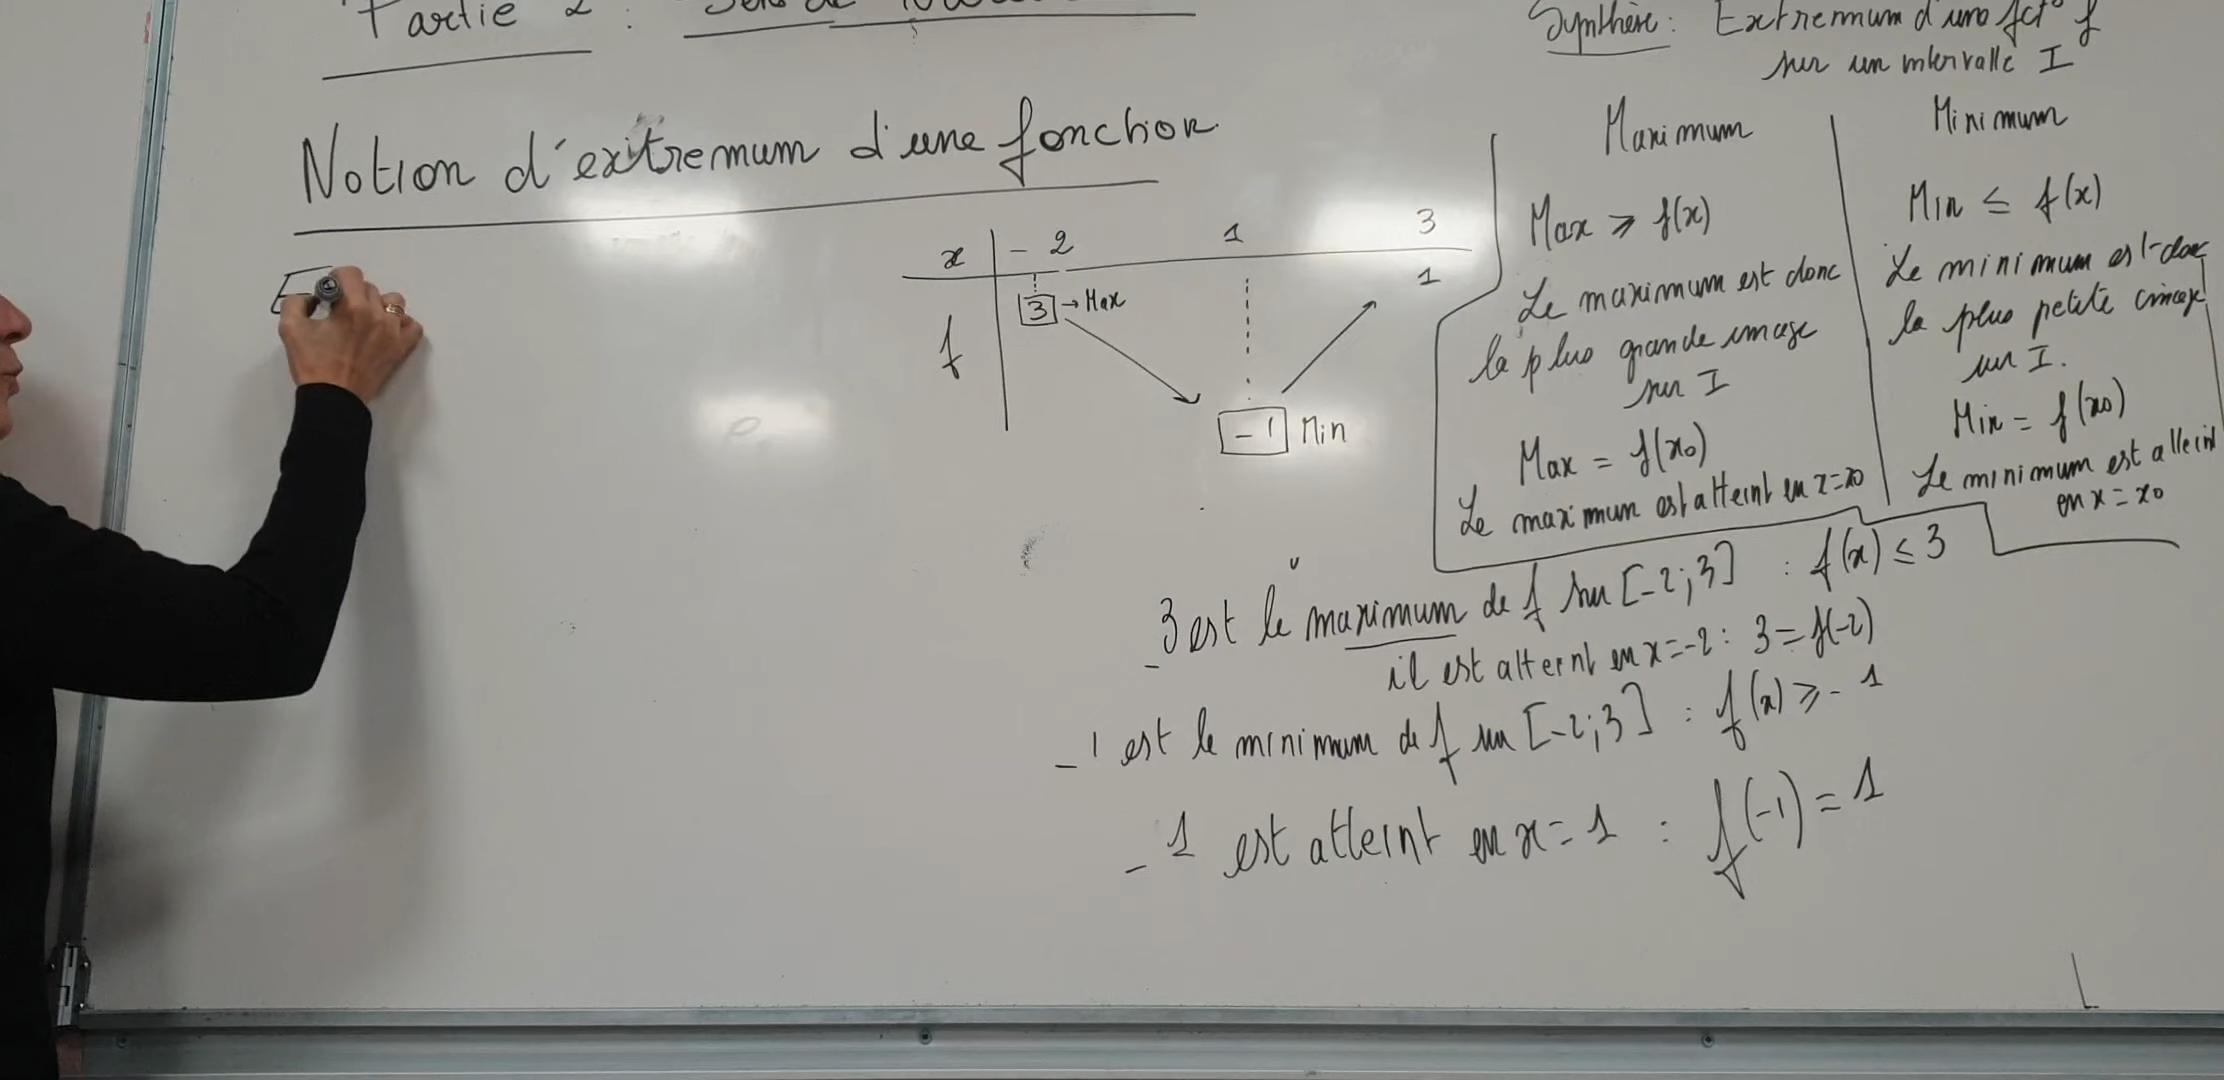 Partie 2 :
Notion d'extremum d'une fonction
x -2 1 3
f 3 → Max -1 Min 1
Synthèse : Extremum d'une fct° f
sur un intervalle I
Maximum
Max ⩾ f(x)
Le maximum est donc
la plus grande image
sur I
Max = f(x0)
Le maximum est atteint en x=x0
Minimum
Min ≤ f(x)
Le minimum est donc
la plus petite image
sur I.
Min = f(x0)
Le minimum est atteint
en x = x0
3 est le maximum de f sur [-2;3] : f(x) ≤ 3
il est atteint en x=-2 : 3 = f(-2)
-1 est le minimum de f sur [-2;3] : f(x) ⩾ -1
-1 est atteint en x = 1 : f(-1) = 1